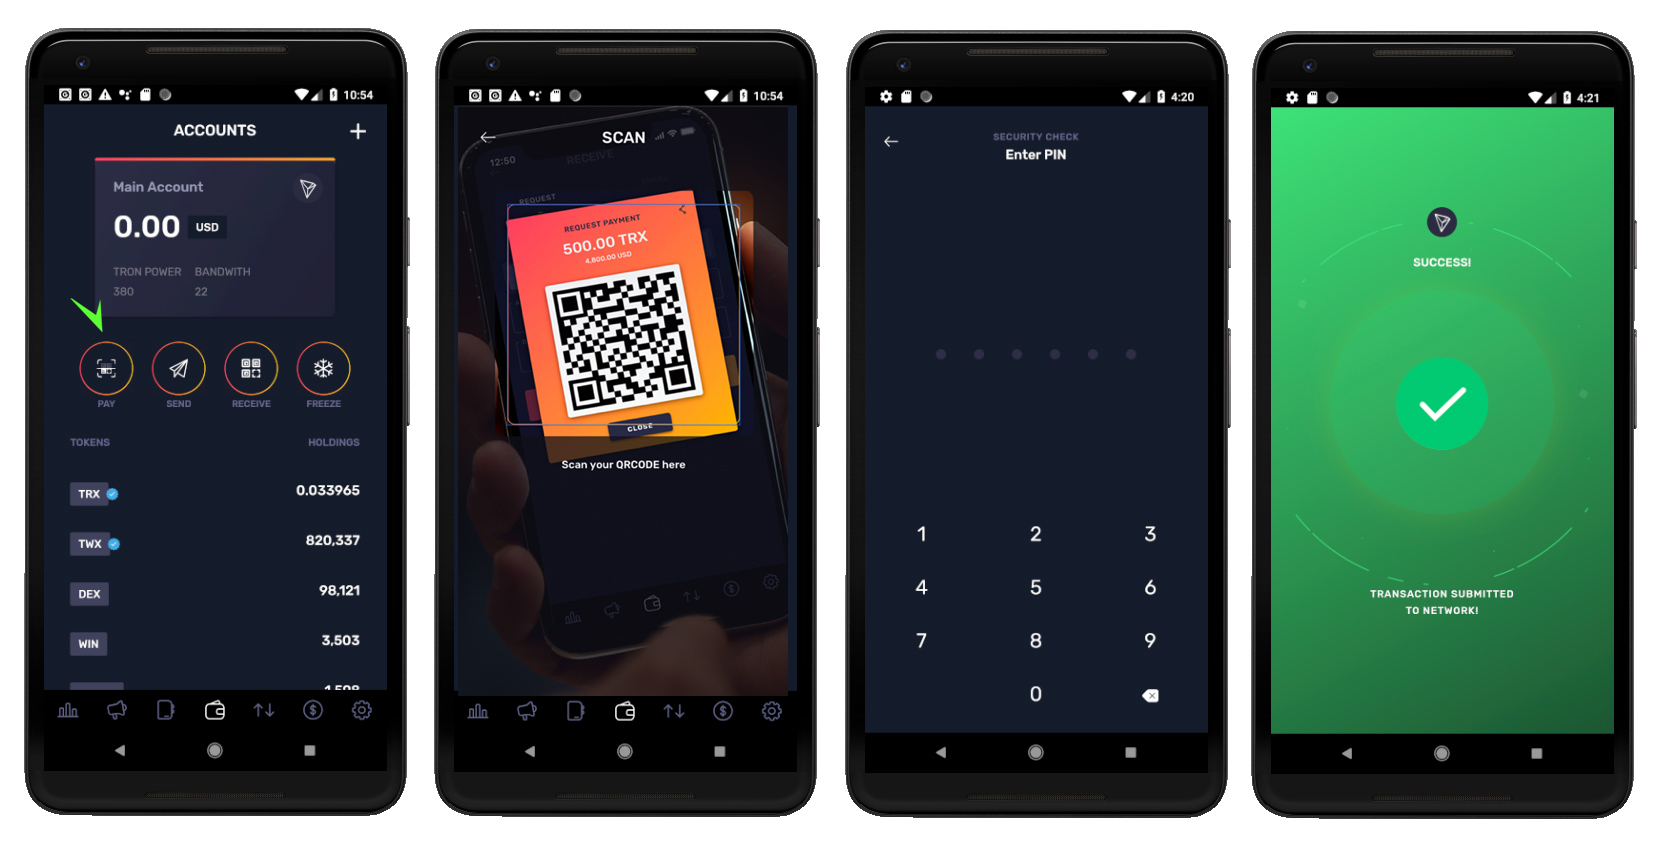 10:54
ACCOUNTS
Main Account
0.00 USD
TRON POWER BANDWITH
380 22
PAY SEND RECEIVE FREEZE
TOKENS HOLDINGS
TRX 0.033965
TWX 820,337
DEX 98,121
WIN 3,503
10:54
SCAN
12:50
RECEIVE
REQUEST
REQUEST PAYMENT
500.00 TRX
4,800.00 USD
CLOSE
Scan your QRCODE here
4:20
SECURITY CHECK
Enter PIN
1 2 3
4 5 6
7 8 9
0
4:21
SUCCESS!
TRANSACTION SUBMITTED
TO NETWORK!